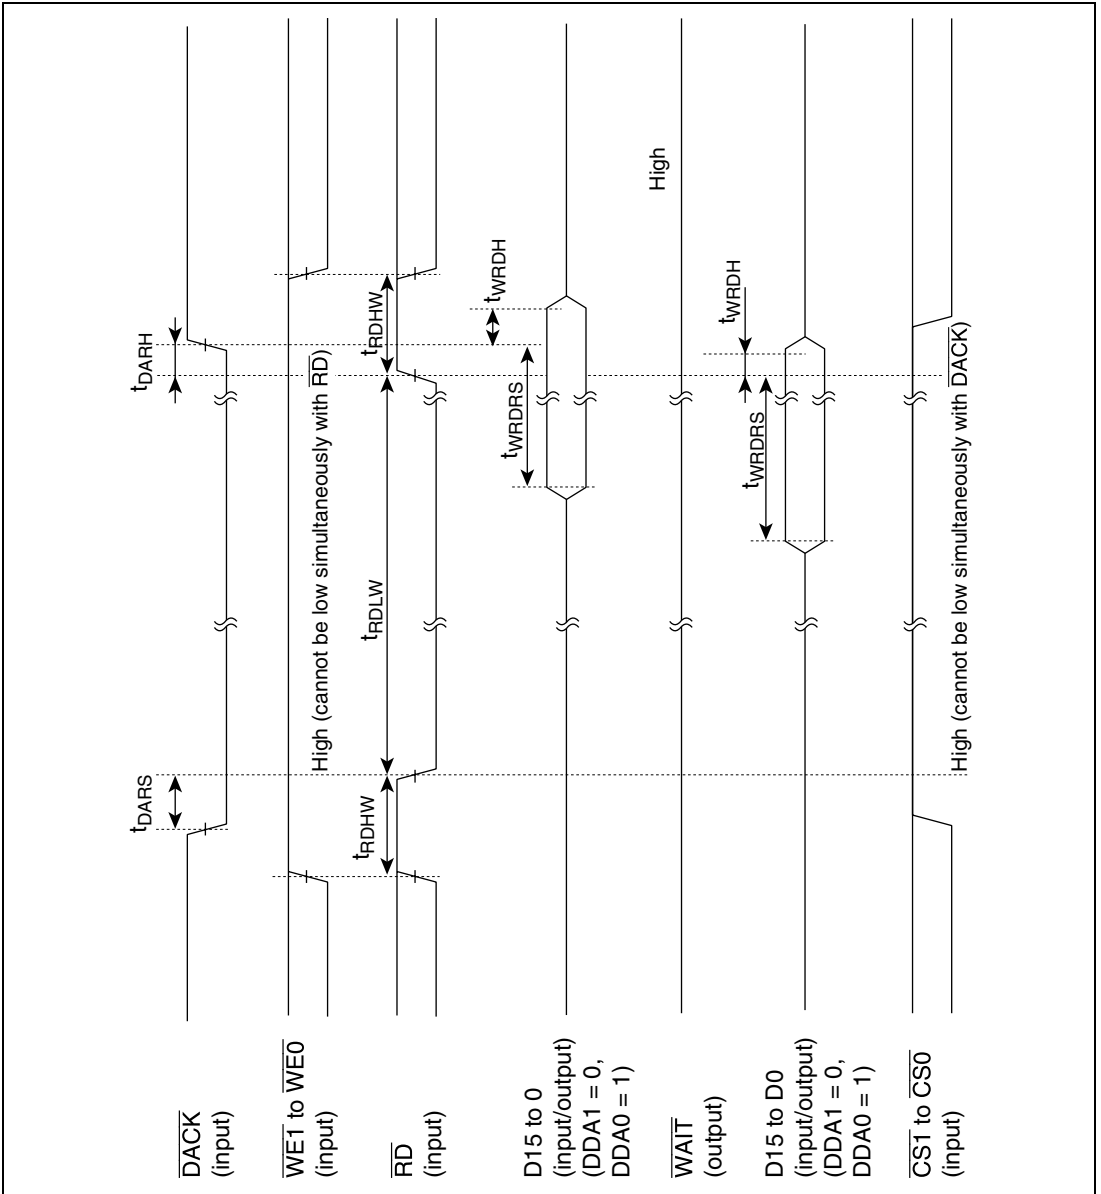 DACK
(input)
tDARS
tDARH
WE1 to WE0
(input)
High (cannot be low simultaneously with RD)
RD
(input)
tRDHW
tRDLW
tRDHW
D15 to 0
(input/output)
(DDA1 = 0,
DDA0 = 1)
tWRDRS
tWRDH
WAIT
(output)
High
D15 to D0
(input/output)
(DDA1 = 0,
DDA0 = 1)
tWRDRS
tWRDH
CS1 to CS0
(input)
High (cannot be low simultaneously with DACK)